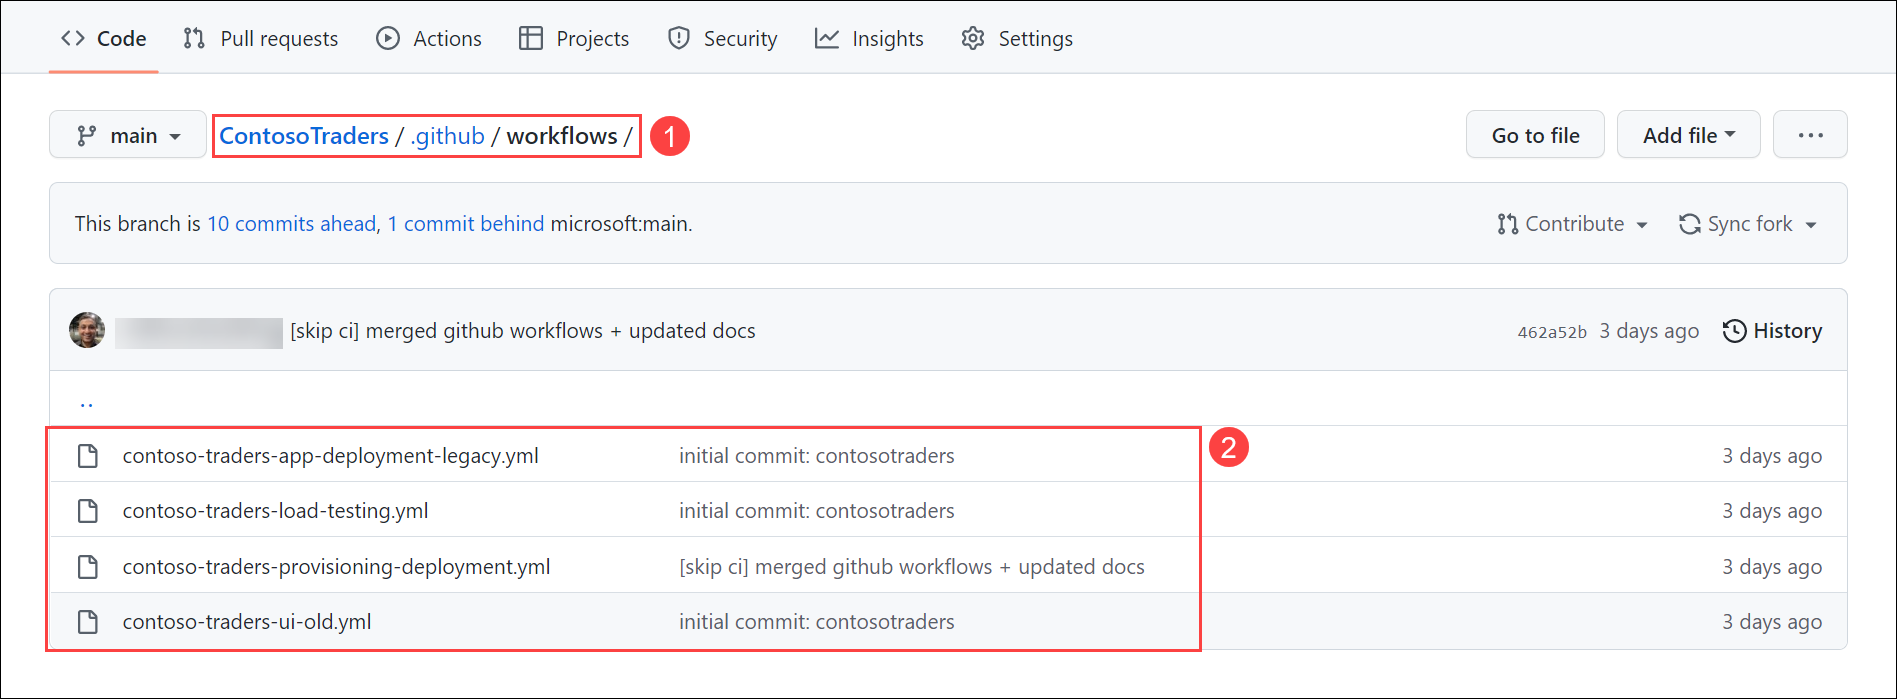 Code Pull requests Actions Projects Security Insights Settings
main ContosoTraders / .github / workflows / 1 Go to file Add file ...
This branch is 10 commits ahead, 1 commit behind microsoft:main. Contribute Sync fork
[skip ci] merged github workflows + updated docs 462a52b 3 days ago History
..
contoso-traders-app-deployment-legacy.yml initial commit: contosotraders 2 3 days ago
contoso-traders-load-testing.yml initial commit: contosotraders 3 days ago
contoso-traders-provisioning-deployment.yml [skip ci] merged github workflows + updated docs 3 days ago
contoso-traders-ui-old.yml initial commit: contosotraders 3 days ago